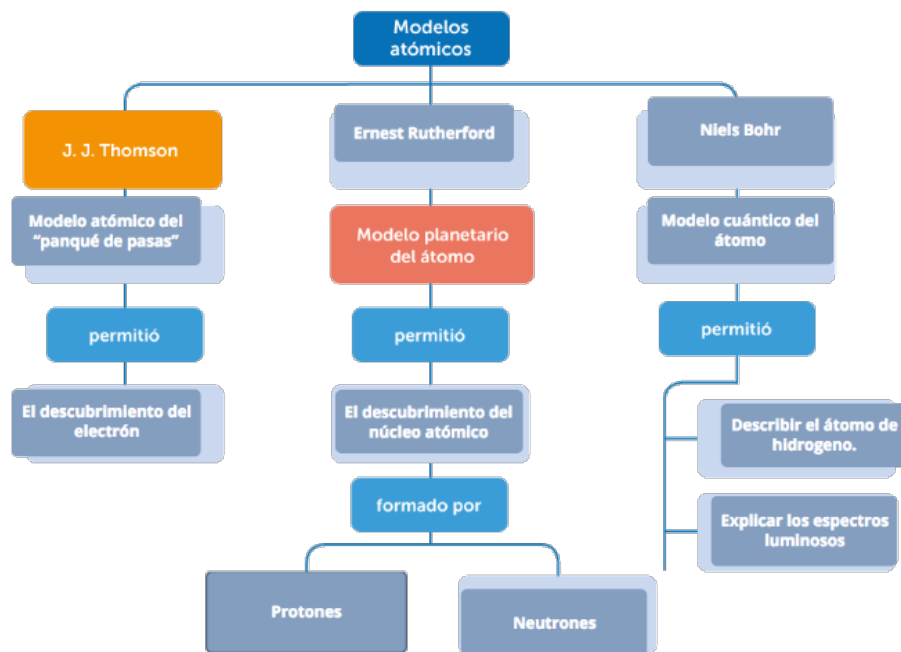 Modelos
atómicos
J. J. Thomson
Ernest Rutherford
Niels Bohr
Modelo atómico del
“panqué de pasas”
Modelo planetario
del átomo
Modelo cuántico del
átomo
permitió
permitió
permitió
El descubrimiento del
electrón
El descubrimiento del
núcleo atómico
Describir el átomo de
hidrogeno.
formado por
Explicar los espectros
luminosos
Protones
Neutrones